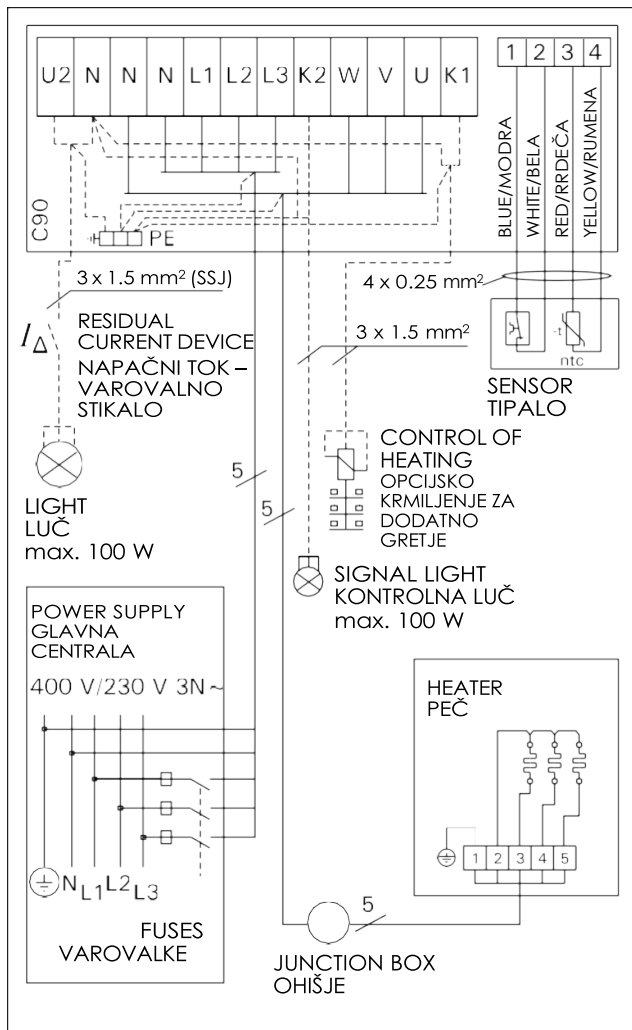 U2 N N N L1 L2 L3 K2 W V U K1
1 2 3 4
BLUE/MODRA
WHITE/BELA
RED/RRDEČA
YELLOW/RUMENA
C90
PE
3 x 1.5 mm² (SSJ)
4 x 0.25 mm²
I∆
RESIDUAL
CURRENT DEVICE
NAPAČNI TOK –
VAROVALNO
STIKALO
3 x 1.5 mm²
-t
ntc
SENSOR
TIPALO
LIGHT
LUČ
max. 100 W
5
5
CONTROL OF
HEATING
OPCIJSKO
KRMILJENJE ZA
DODATNO
GRETJE
SIGNAL LIGHT
KONTROLNA LUČ
max. 100 W
POWER SUPPLY
GLAVNA
CENTRALA
400 V/230 V 3N ~
N L1 L2 L3
FUSES
VAROVALKE
HEATER
PEČ
1 2 3 4 5
5
JUNCTION BOX
OHIŠJE